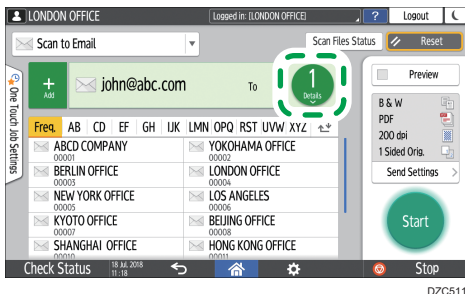 LONDON OFFICE
Logged in: [LONDON OFFICE]
?
Logout
Scan to Email
Scan Files Status
Reset
One Touch Job Settings
+
Add
john@abc.com
To
1
Details
Preview
B & W
PDF
200 dpi
1 Sided Orig.
Send Settings >
Start
Freq. AB CD EF GH IJK LMN OPQ RST UVW XYZ
ABCD COMPANY
00001
YOKOHAMA OFFICE
00002
BERLIN OFFICE
00003
LONDON OFFICE
00004
NEW YORK OFFICE
00005
LOS ANGELES
00006
KYOTO OFFICE
00007
BEIJING OFFICE
00008
SHANGHAI OFFICE
00010
HONG KONG OFFICE
00011
Check Status
18 Jul. 2018
11:18
Stop
DZC511